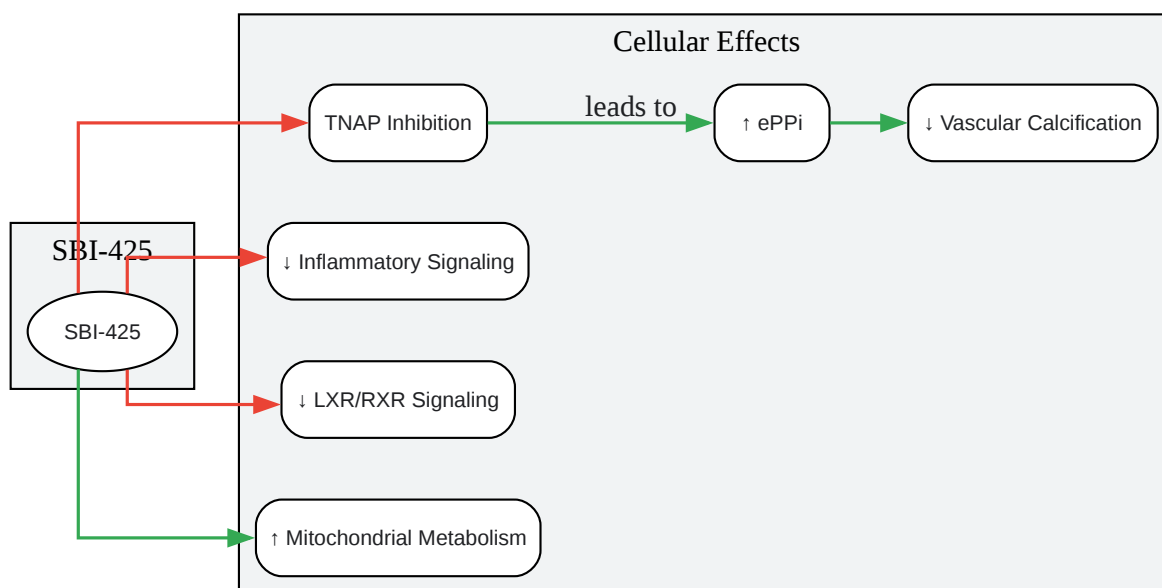 Cellular Effects
TNAP Inhibition
leads to
↑ ePPi
↓ Vascular Calcification
SBI-425
↓ Inflammatory Signaling
SBI-425
↓ LXR/RXR Signaling
↑ Mitochondrial Metabolism